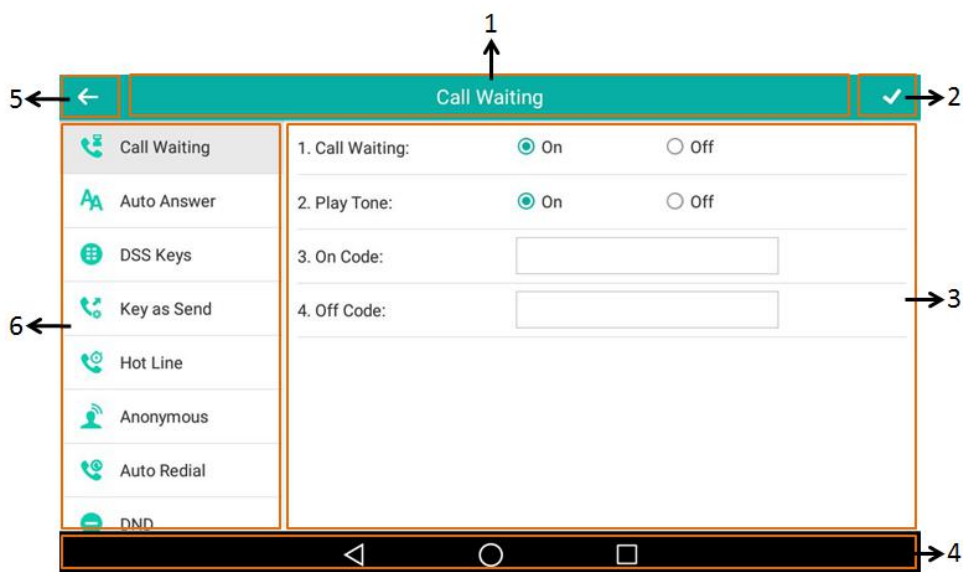 1
5
Call Waiting
2
Call Waiting
1. Call Waiting:
On
Off
Auto Answer
2. Play Tone:
On
Off
DSS Keys
3. On Code:
Key as Send
4. Off Code:
3
6
Hot Line
Anonymous
Auto Redial
DND
4